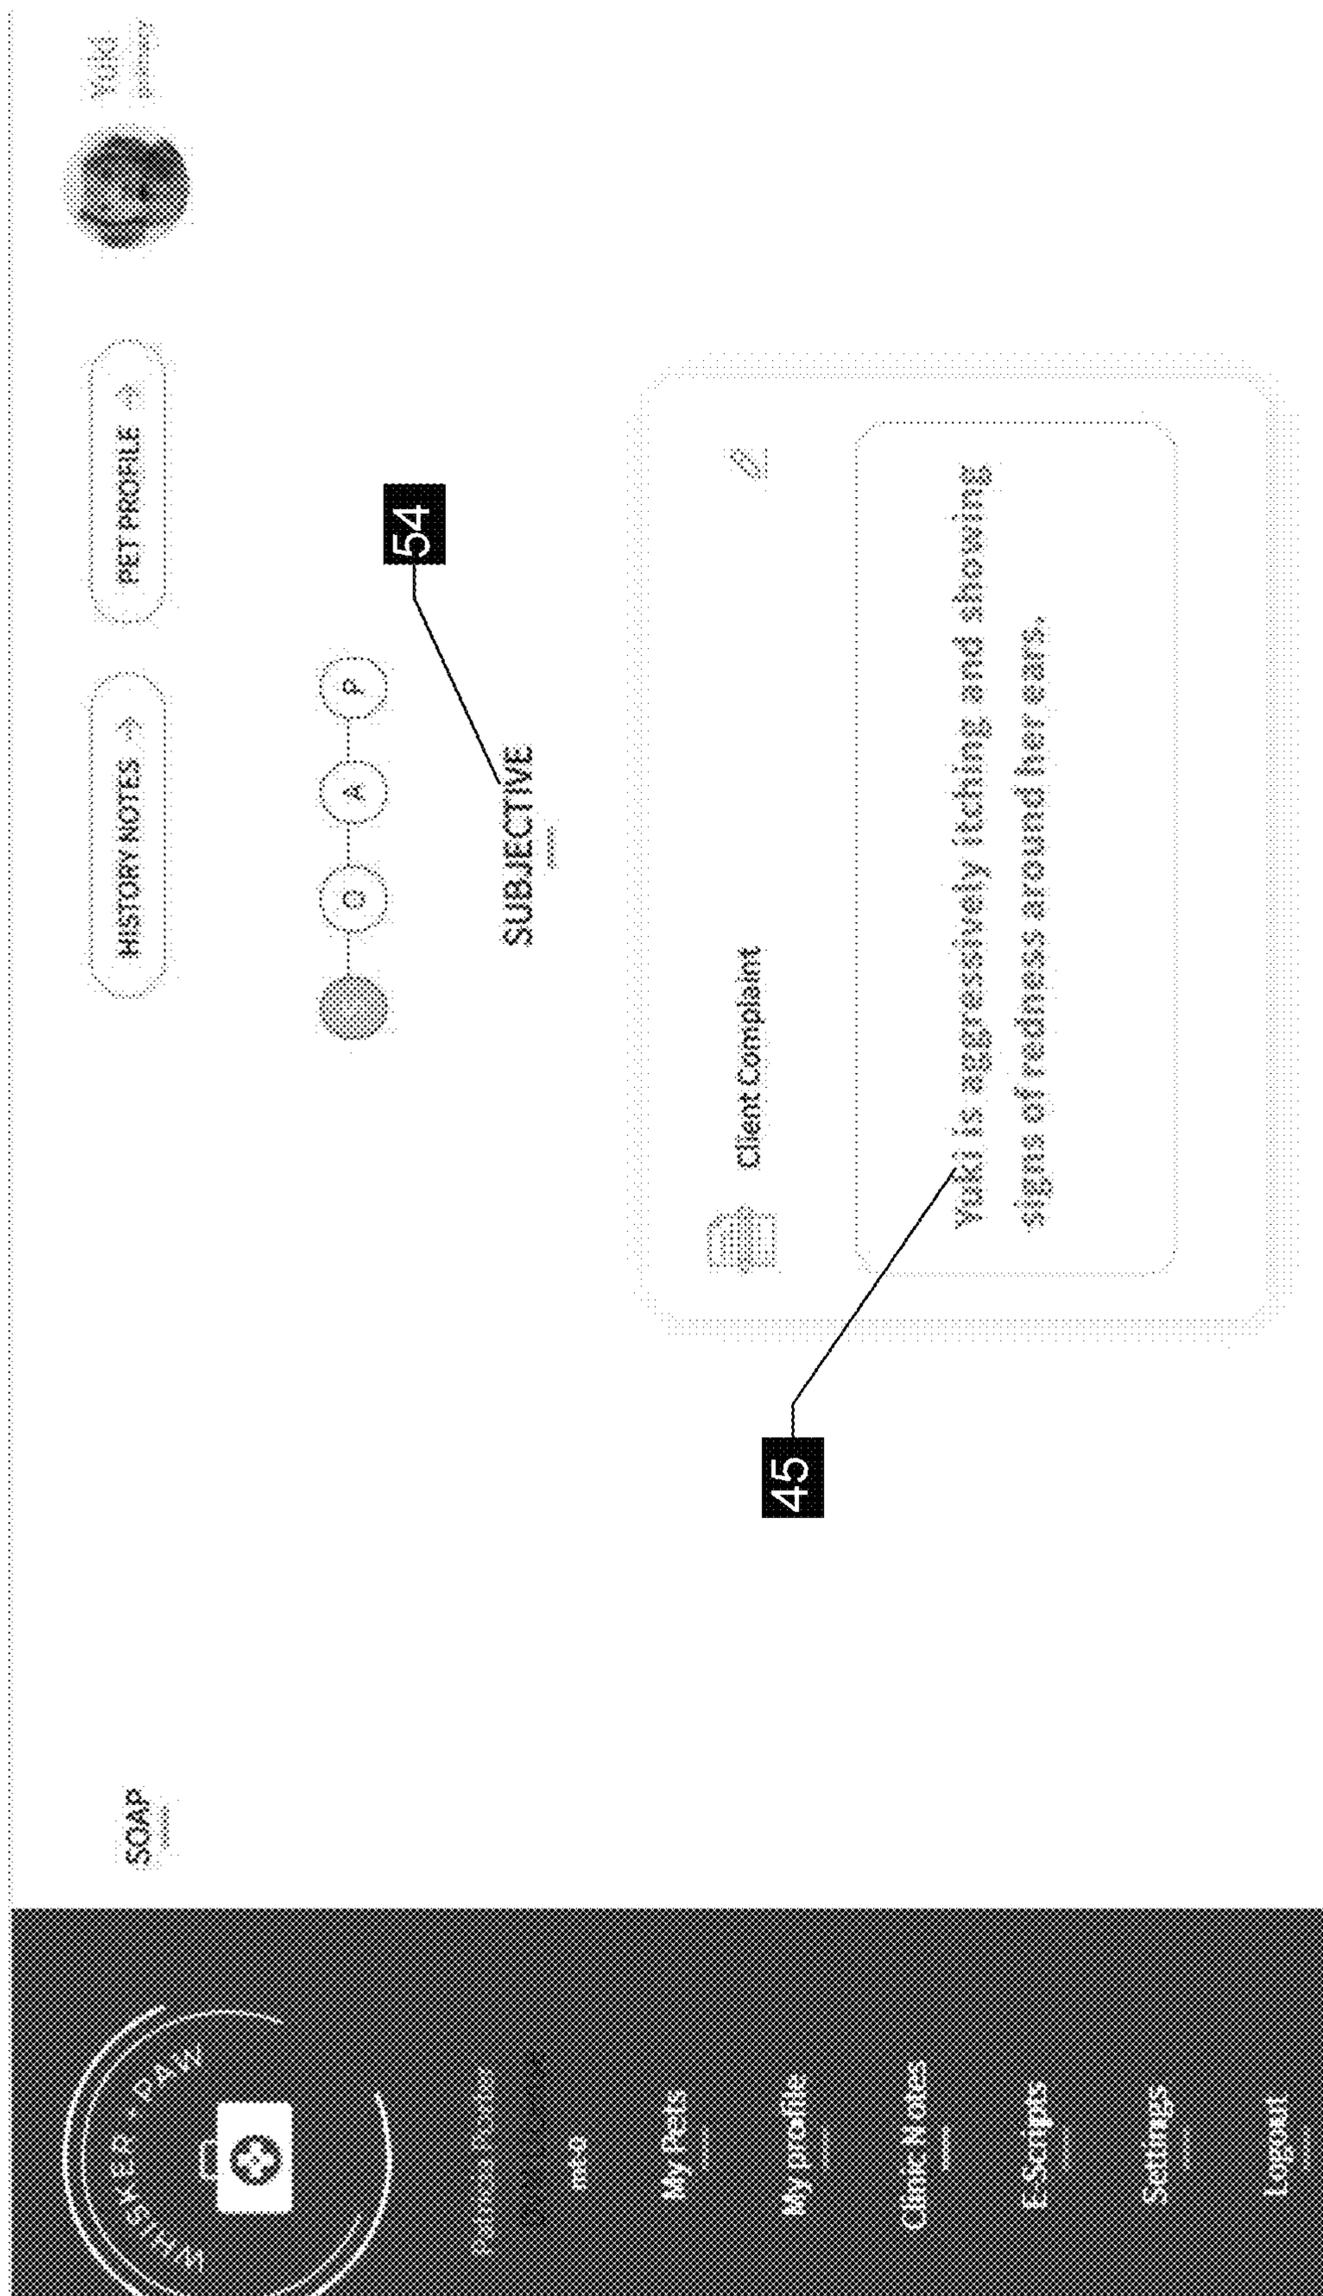 WHISKER + PAW
My Pets
My profile
Clinic Notes
E-Scripts
Settings
Logout
SOAP
HISTORY NOTES →
PET PROFILE →
Yuki
O A P
SUBJECTIVE
54
Client Complaint
45
Yuki is aggressively itching and showing
signs of redness around her ears.